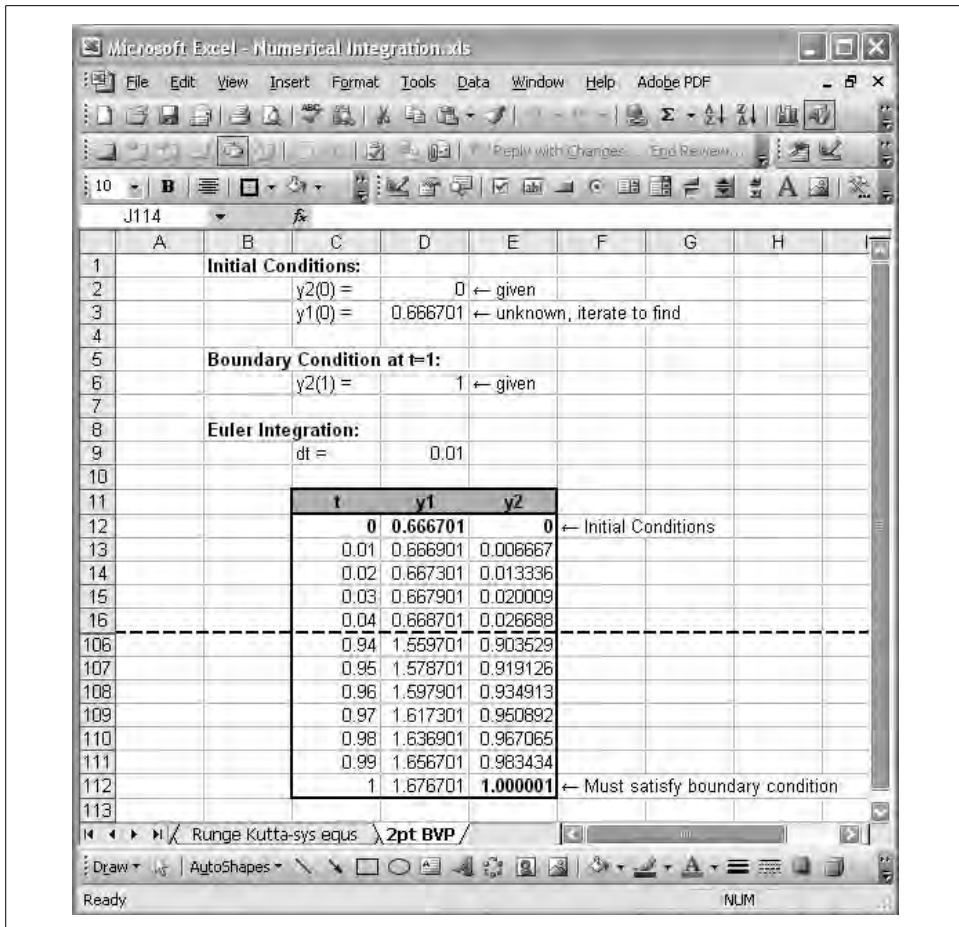 Microsoft Excel - Numerical Integration.xls
File Edit View Insert Format Tools Data Window Help Adobe PDF
Reply with Changes... End Review...
10 B
J114 fx
A B C D E F G H I
1 Initial Conditions:
2 y2(0) = 0 ← given
3 y1(0) = 0.666701 ← unknown, iterate to find
4
5 Boundary Condition at t=1:
6 y2(1) = 1 ← given
7
8 Euler Integration:
9 dt = 0.01
10
11 t y1 y2
12 0 0.666701 0 ← Initial Conditions
13 0.01 0.666901 0.006667
14 0.02 0.667301 0.013336
15 0.03 0.667901 0.020009
16 0.04 0.668701 0.026688
106 0.94 1.559701 0.903529
107 0.95 1.578701 0.919126
108 0.96 1.597901 0.934913
109 0.97 1.617301 0.950892
110 0.98 1.636901 0.967065
111 0.99 1.656701 0.983434
112 1 1.676701 1.000001 ← Must satisfy boundary condition
113
Runge Kutta-sys equs 2pt BVP
Draw AutoShapes
Ready NUM